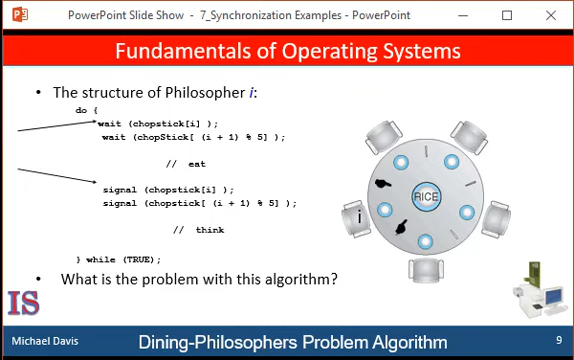 PowerPoint Slide Show - 7_Synchronization Examples - PowerPoint
Fundamentals of Operating Systems
• The structure of Philosopher i:
do {
wait (chopstick[i] );
wait (chopStick[ (i + 1) % 5] );
// eat
signal (chopstick[i] );
signal (chopstick[ (i + 1) % 5] );
// think
} while (TRUE);
RICE
i
• What is the problem with this algorithm?
IS
Michael Davis
Dining-Philosophers Problem Algorithm
9